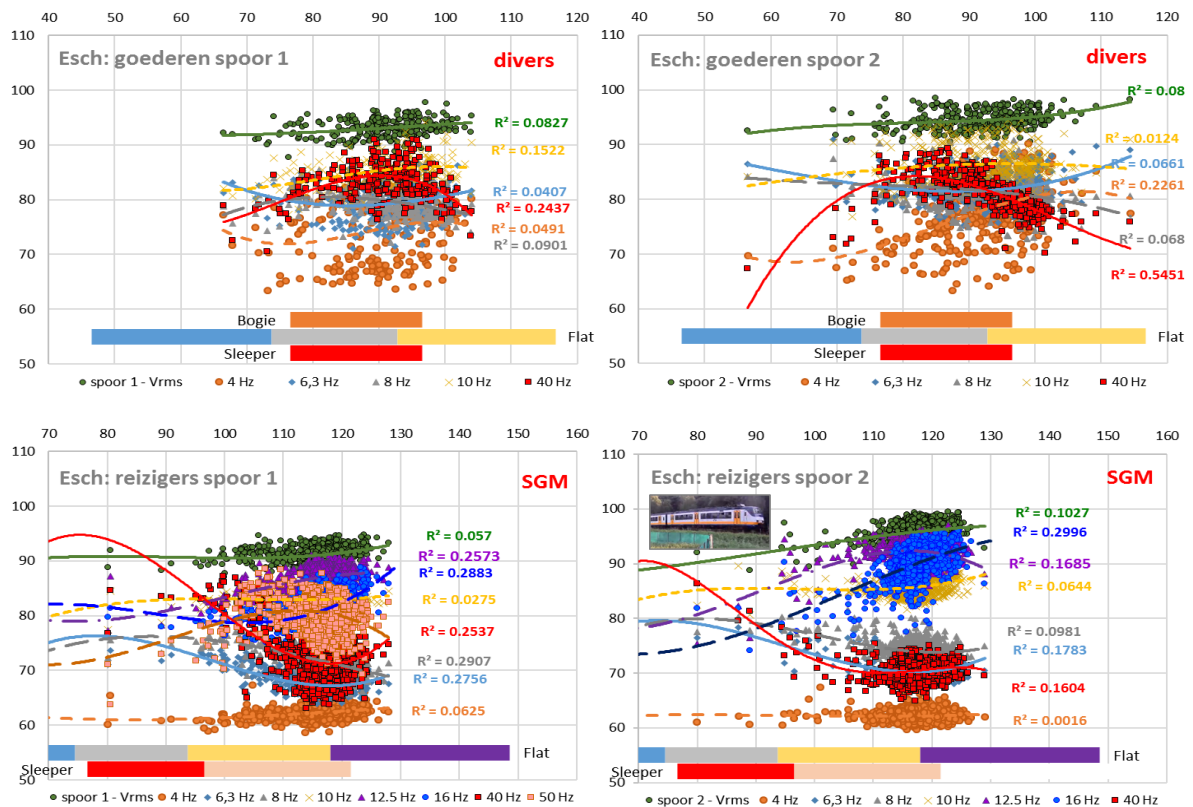 20 30 40 50 60 70 80 90 100 110 120
Esch: goederen spoor 1
divers
100
90
80
70
60
50
R² = 0.0827
R² = 0.1522
R² = 0.0407
R² = 0.2437
R² = 0.0491
R² = 0.0901
Bogie
Flat
Sleeper
spoor 1 - Vrms 4 Hz 6,3 Hz 8 Hz 10 Hz 40 Hz
30 40 50 60 70 80 90 100 110 120
Esch: goederen spoor 2
divers
100
90
80
70
60
50
R² = 0.08
R² = 0.0124
R² = 0.0661
R² = 0.2261
R² = 0.068
R² = 0.5451
Bogie
Flat
Sleeper
spoor 2 - Vrms 4 Hz 6,3 Hz 8 Hz 10 Hz 40 Hz
70 80 90 100 110 120 130 140 150 160
Esch: reizigers spoor 1
SGM
100
90
80
70
60
50
R² = 0.057
R² = 0.2573
R² = 0.2883
R² = 0.0275
R² = 0.2537
R² = 0.2907
R² = 0.2756
R² = 0.0625
Flat
Sleeper
spoor 1 - Vrms 4 Hz 6,3 Hz 8 Hz 10 Hz 12.5 Hz 16 Hz 40 Hz 50 Hz
70 80 90 100 110 120 130 140 150 160
Esch: reizigers spoor 2
SGM
100
90
80
70
60
50
R² = 0.1027
R² = 0.2996
R² = 0.1685
R² = 0.0644
R² = 0.0981
R² = 0.1783
R² = 0.1604
R² = 0.0016
Flat
Sleeper
spoor 2 - Vrms 4 Hz 6,3 Hz 8 Hz 10 Hz 12.5 Hz 16 Hz 40 Hz